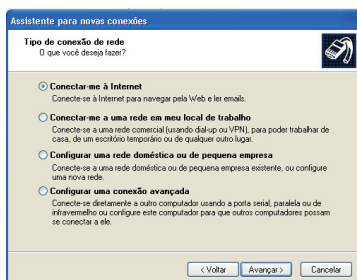 Assistente para novas conexões
Tipo de conexão de rede
O que você deseja fazer?
Conectar-me à Internet
Conecte-se à Internet para navegar pela Web e ler emails.
Conectar-me a uma rede em meu local de trabalho
Conecte-se a uma rede comercial (usando dial-up ou VPN), para poder trabalhar de
casa, de um escritório temporário ou de qualquer outro lugar.
Configurar uma rede doméstica ou de pequena empresa
Conecte-se a uma rede doméstica ou de pequena empresa existente, ou configure
uma nova rede.
Configurar uma conexão avançada
Conecte-se diretamente a outro computador usando a porta serial, paralela ou de
infravermelho ou configure este computador para que outros computadores possam
se conectar a ele.
< Voltar Avançar > Cancelar